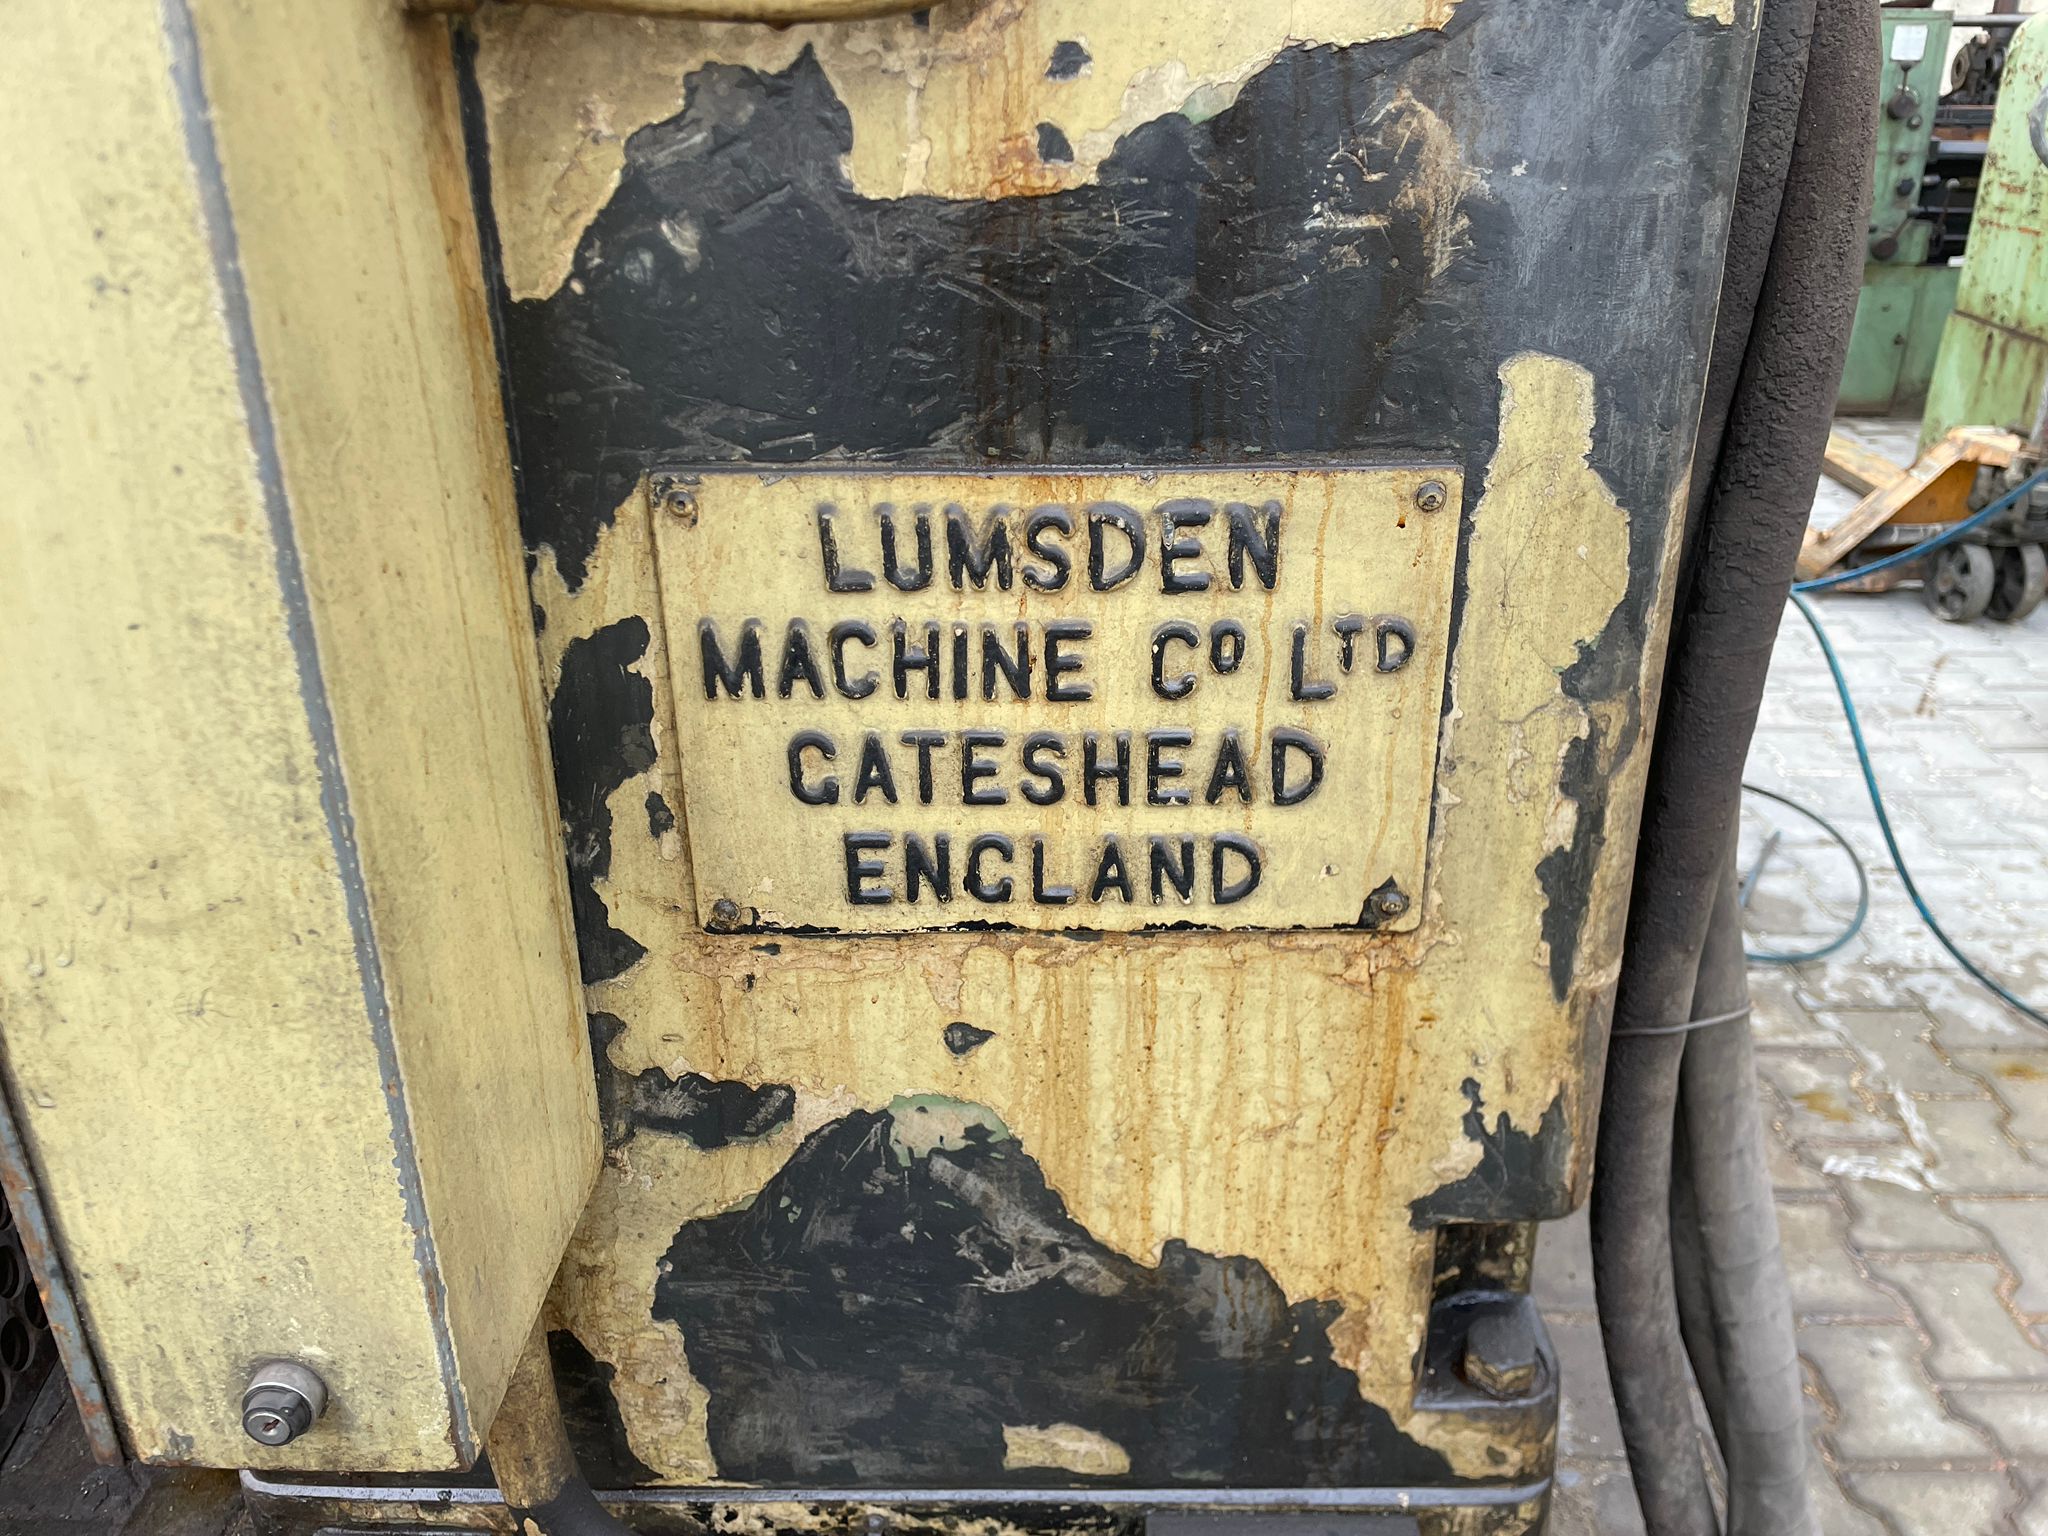 LUMSDEN
MACHINE CO LTD
GATESHEAD
ENGLAND